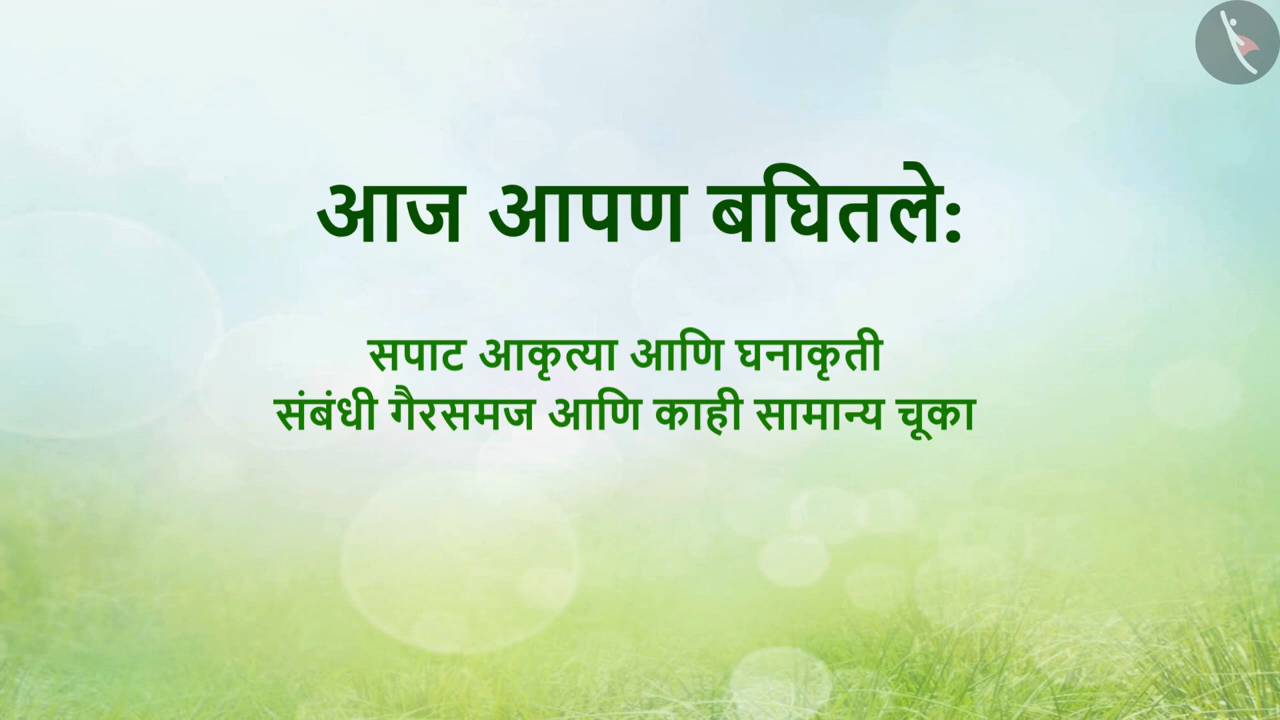 आज आपण बघितले:
सपाट आकृत्या आणि घनाकृती
संबंधी गैरसमज आणि काही सामान्य चूका